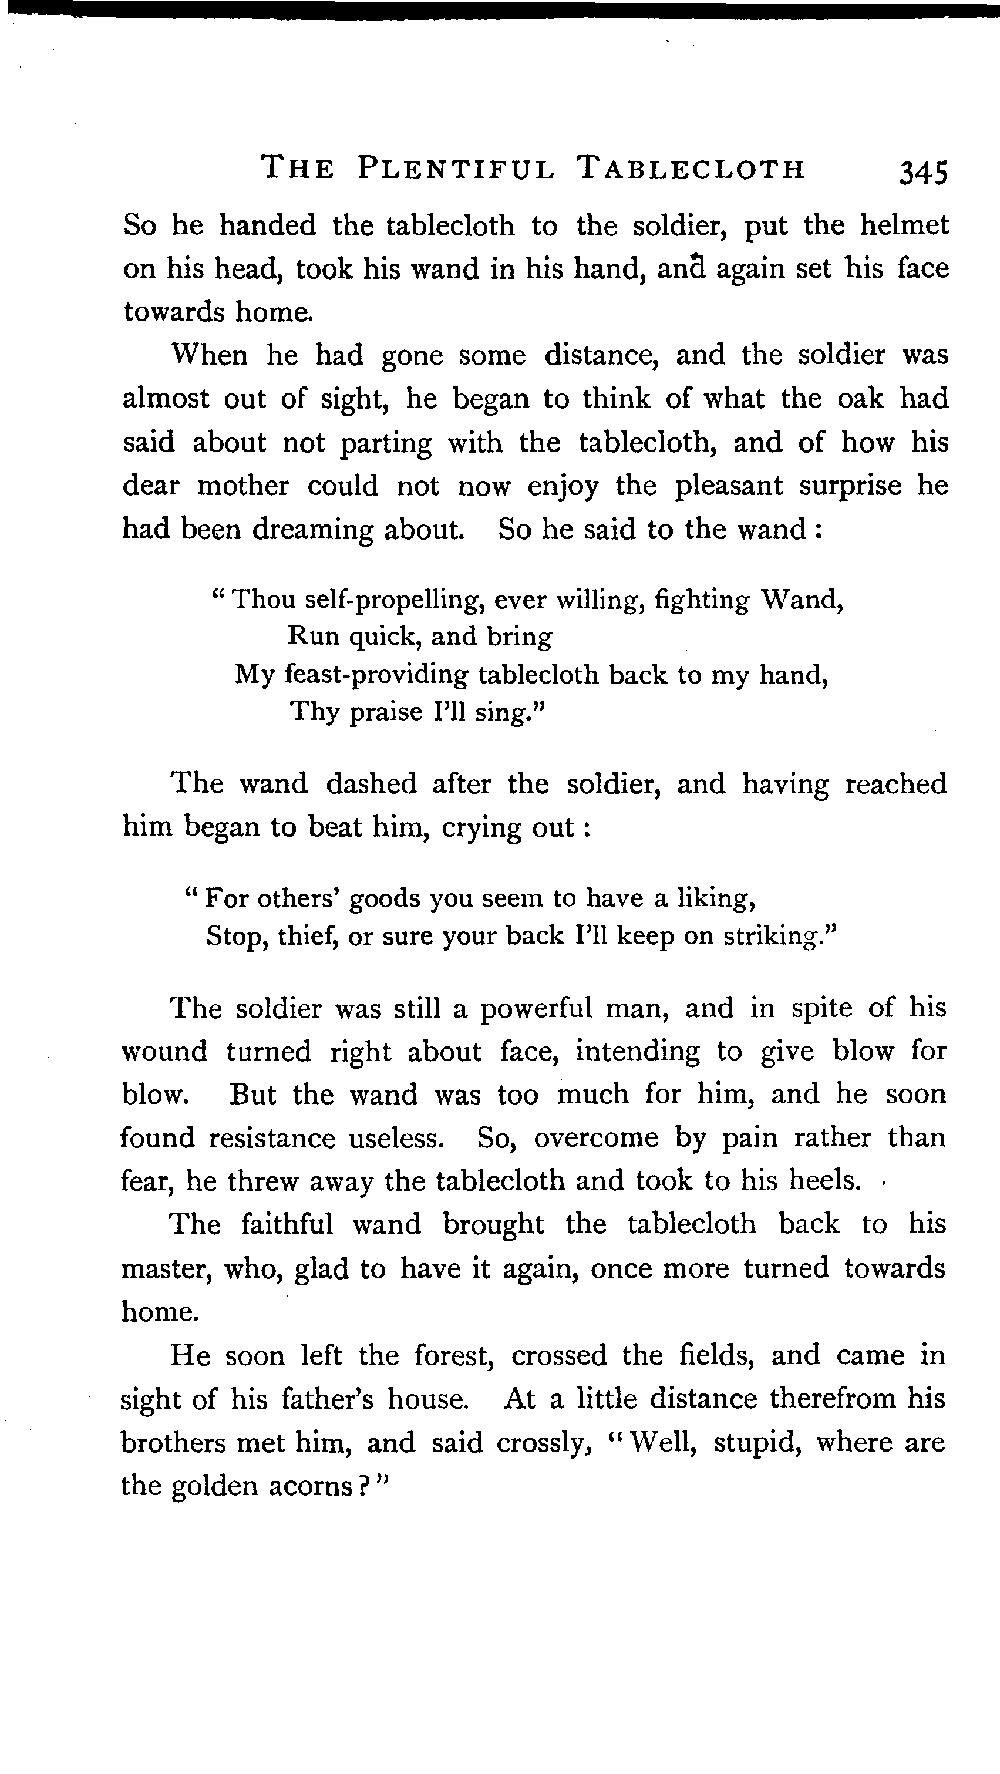 THE PLENTIFUL TABLECLOTH 345
So he handed the tablecloth to the soldier, put the helmet
on his head, took his wand in his hand, and again set his face
towards home.
When he had gone some distance, and the soldier was
almost out of sight, he began to think of what the oak had
said about not parting with the tablecloth, and of how his
dear mother could not now enjoy the pleasant surprise he
had been dreaming about. So he said to the wand :
“ Thou self-propelling, ever willing, fighting Wand,
Run quick, and bring
My feast-providing tablecloth back to my hand,
Thy praise I’ll sing.”
The wand dashed after the soldier, and having reached
him began to beat him, crying out :
“ For others’ goods you seem to have a liking,
Stop, thief, or sure your back I’ll keep on striking.”
The soldier was still a powerful man, and in spite of his
wound turned right about face, intending to give blow for
blow. But the wand was too much for him, and he soon
found resistance useless. So, overcome by pain rather than
fear, he threw away the tablecloth and took to his heels.
The faithful wand brought the tablecloth back to his
master, who, glad to have it again, once more turned towards
home.
He soon left the forest, crossed the fields, and came in
sight of his father’s house. At a little distance therefrom his
brothers met him, and said crossly, “ Well, stupid, where are
the golden acorns ? ”